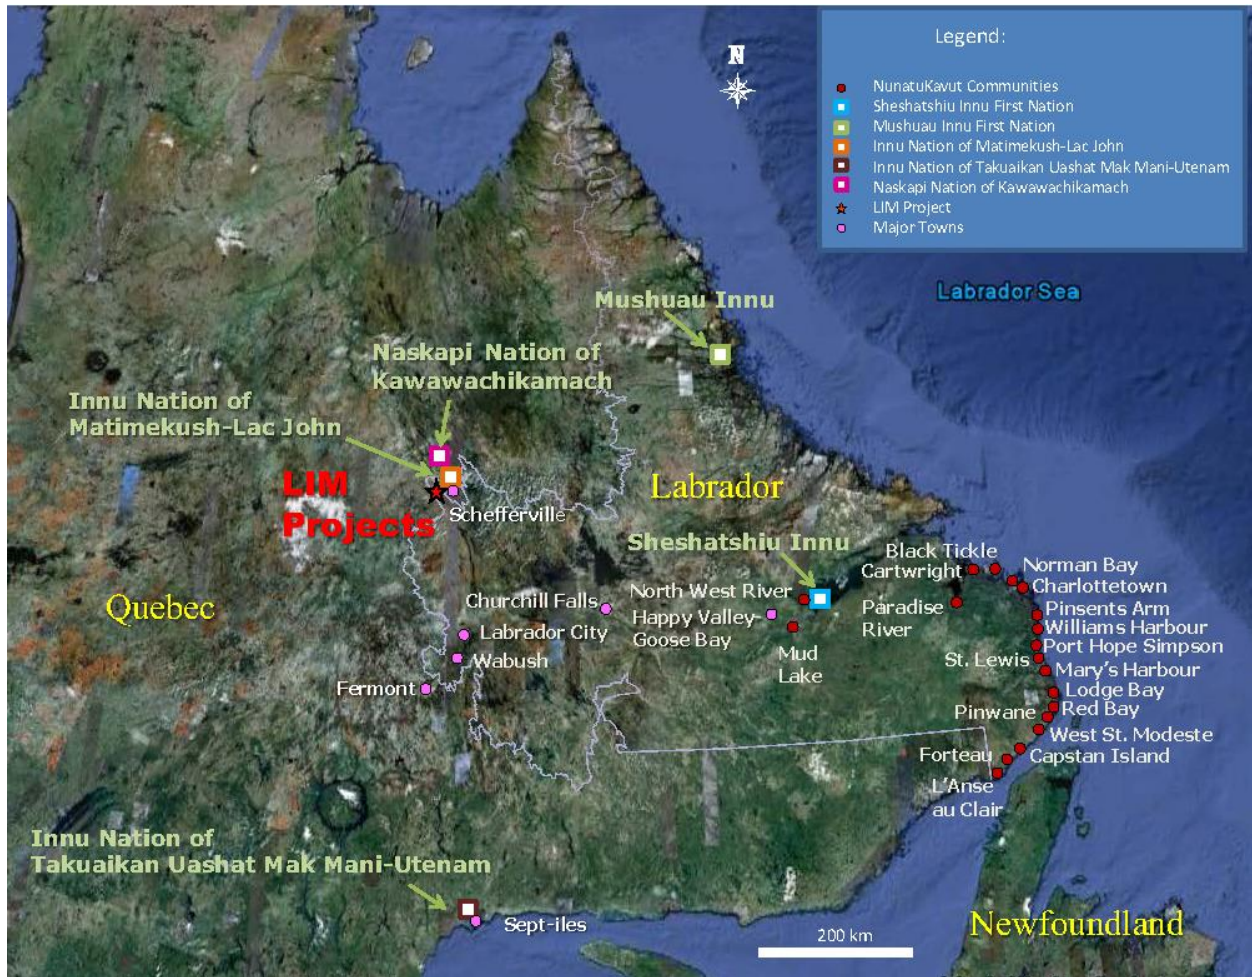 Legend:
NunatuKavut Communities
Sheshatshiu Innu First Nation
Mushuau Innu First Nation
Innu Nation of Matimekush-Lac John
Innu Nation of Takuaikan Uashat Mak Mani-Utenam
Naskapi Nation of Kawawachikamach
LIM Project
Major Towns
N
Labrador Sea
Mushuau Innu
Naskapi Nation of
Kawawachikamach
Innu Nation of
Matimekush-Lac John
LIM
Projects
Schefferville
Labrador
Sheshatshiu Innu
Quebec
Churchill Falls
Labrador City
Wabush
Fermont
North West River
Happy Valley-
Goose Bay
Mud
Lake
Black Tickle
Cartwright
Paradise
River
Norman Bay
Charlottetown
Pinsents Arm
Williams Harbour
Port Hope Simpson
St. Lewis
Mary's Harbour
Lodge Bay
Red Bay
Pinwane
West St. Modeste
Forteau
Capstan Island
L'Anse
au Clair
Innu Nation of
Takuaikan Uashat Mak Mani-Utenam
Sept-iles
200 km
Newfoundland